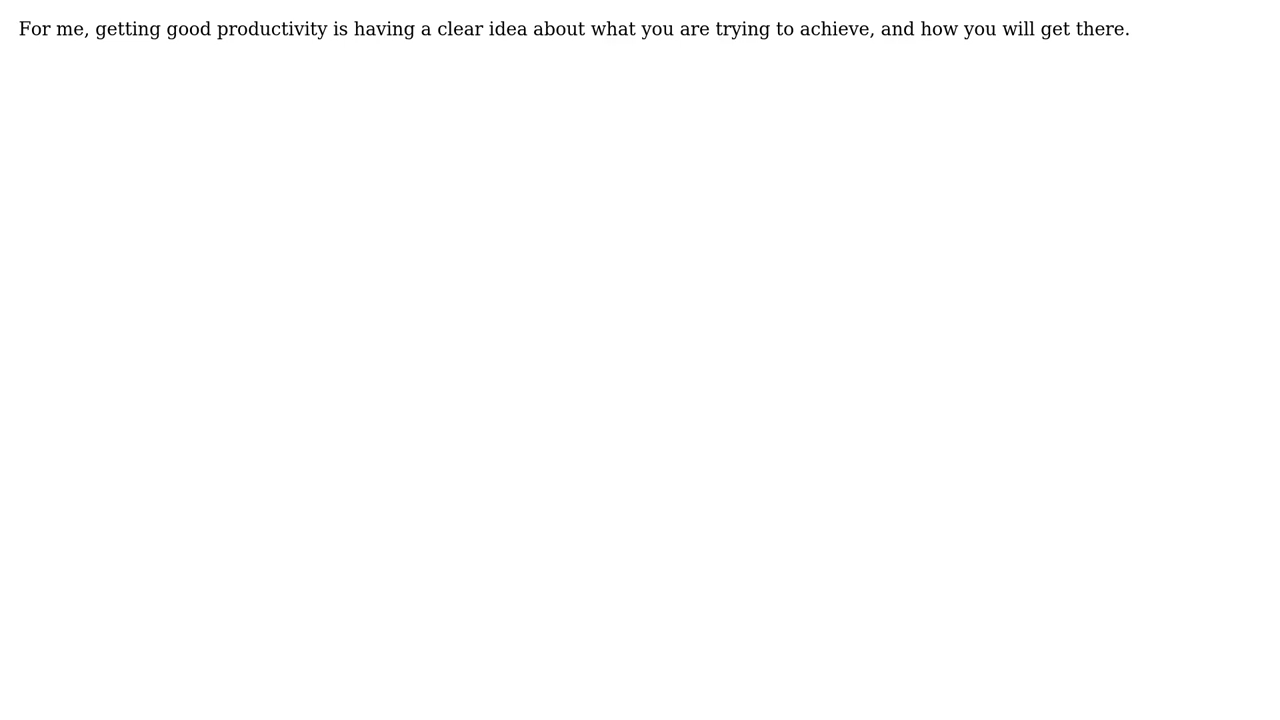 For me, getting good productivity is having a clear idea about what you are trying to achieve, and how you will get there.